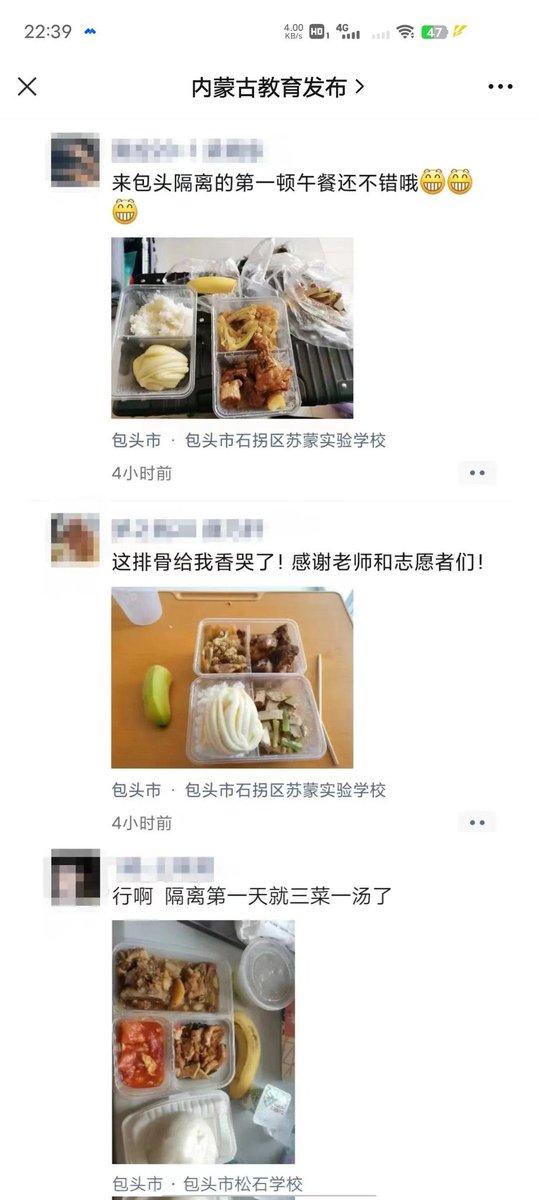 22:39
4.00
KB/s
HD 1
4G
47
内蒙古教育发布
来包头隔离的第一顿午餐还不错哦
包头市 · 包头市石拐区苏蒙实验学校
4小时前
这排骨给我香哭了！感谢老师和志愿者们！
包头市 · 包头市石拐区苏蒙实验学校
4小时前
行啊 隔离第一天就三菜一汤了
包头市 · 包头市松石学校